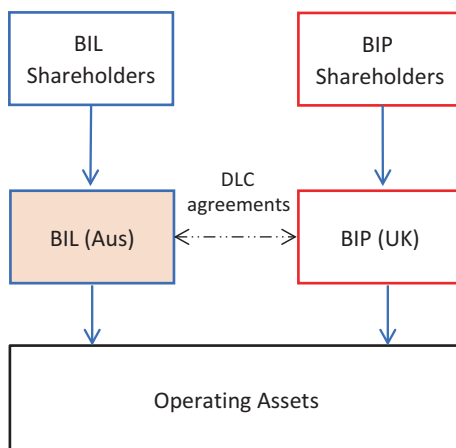 BIL
Shareholders
BIP
Shareholders
DLC
agreements
BIL (Aus)
BIP (UK)
Operating Assets